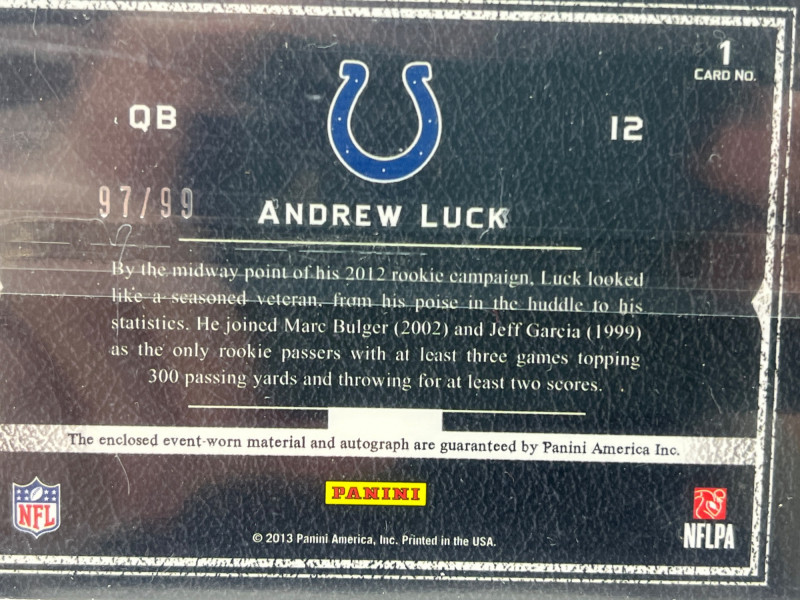 1
CARD NO.
QB
12
97/99
ANDREW LUCK
By the midway point of his 2012 rookie campaign, Luck looked
like a seasoned veteran, from his poise in the huddle to his
statistics. He joined Marc Bulger (2002) and Jeff Garcia (1999)
as the only rookie passers with at least three games topping
300 passing yards and throwing for at least two scores.
The enclosed event-worn material and autograph are guaranteed by Panini America Inc.
PANINI
NFL
NFLPA
© 2013 Panini America, Inc. Printed in the USA.